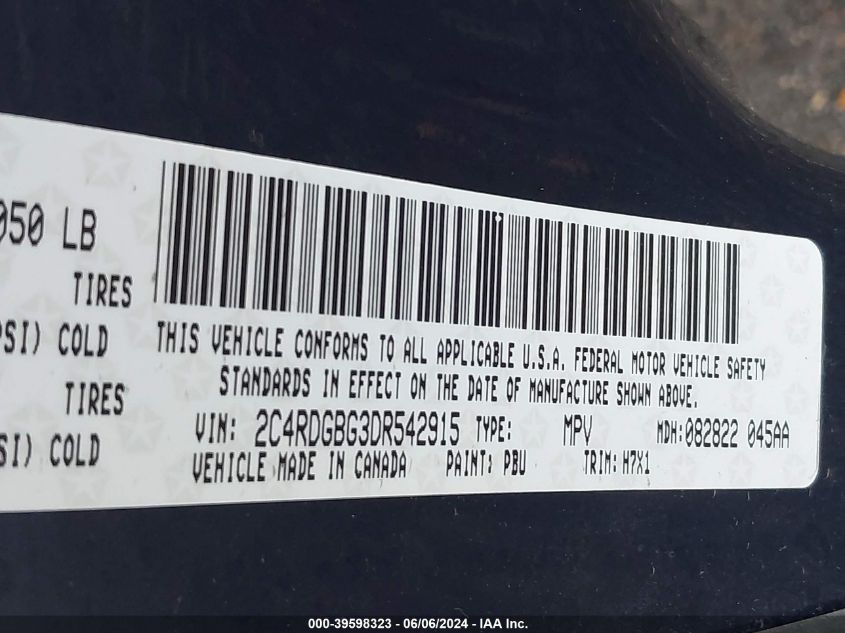 050 LB
TIRES
PSI) COLD
TIRES
SI) COLD
THIS VEHICLE CONFORMS TO ALL APPLICABLE U.S.A. FEDERAL MOTOR VEHICLE SAFETY
STANDARDS IN EFFECT ON THE DATE OF MANUFACTURE SHOWN ABOVE.
VIN: 2C4RDGBG3DR542915 TYPE: MPV MDH:082822 045AA
VEHICLE MADE IN CANADA PAINT: PBU TRIM: H7X1
000-39598323 - 06/06/2024 - IAA Inc.